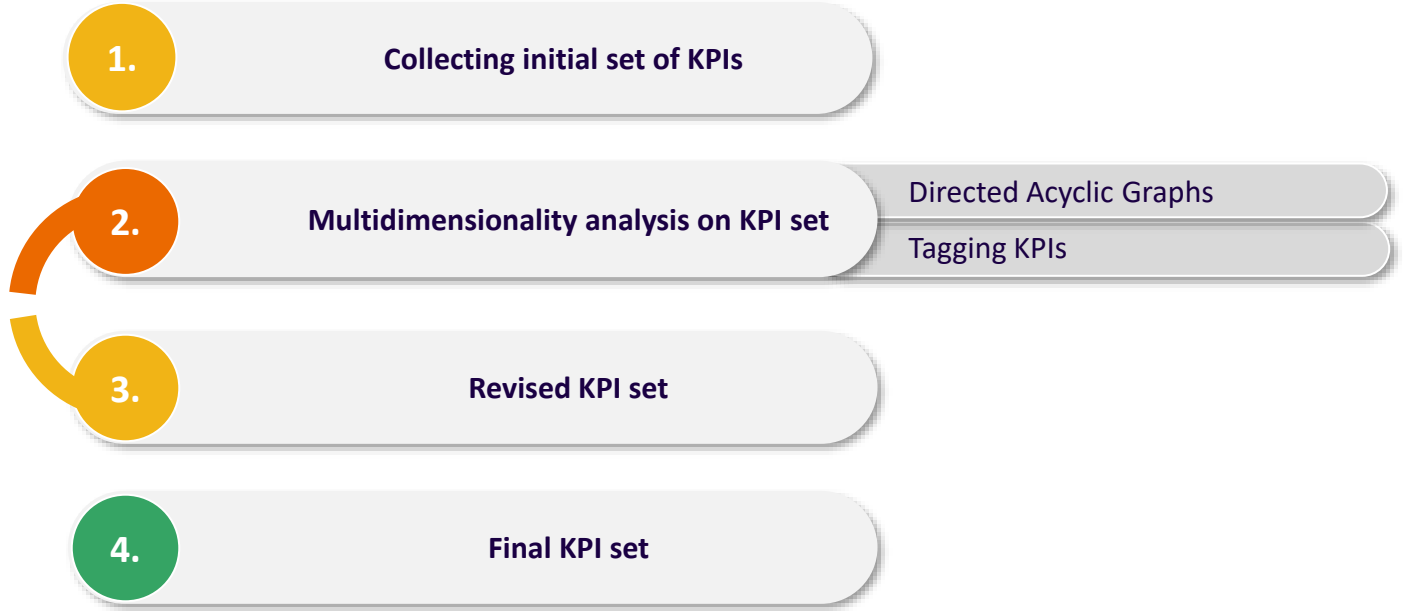 1.
Collecting initial set of KPIs
2.
Multidimensionality analysis on KPI set
Directed Acyclic Graphs
Tagging KPIs
3.
Revised KPI set
4.
Final KPI set